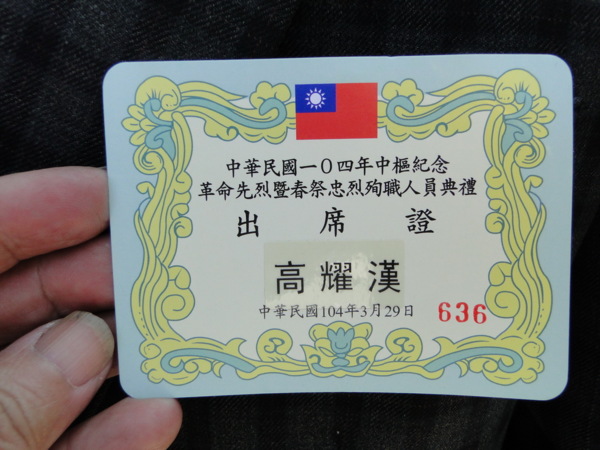 中華民國一0四年中樞紀念
革命先烈暨春祭忠烈殉職人員典禮
出席證
高耀漢
中華民國104年3月29日
636